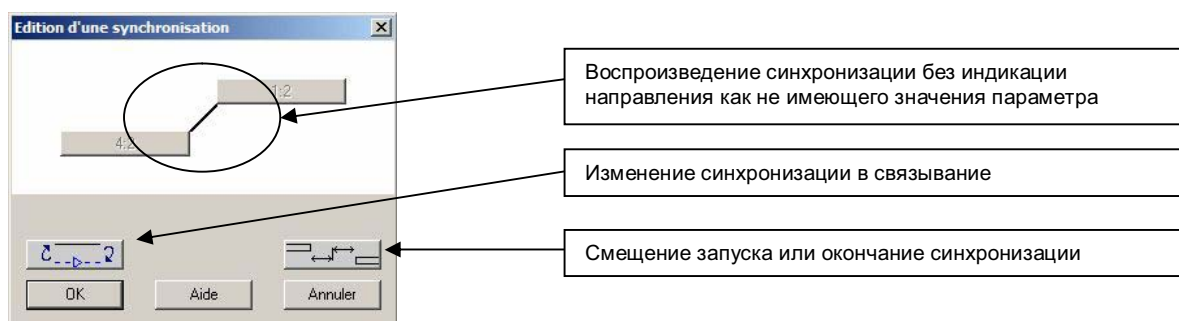 Edition d'une synchronisation
1:2
4:2
OK
Aide
Annuler
Воспроизведение синхронизации без индикации
направления как не имеющего значения параметра
Изменение синхронизации в связывание
Смещение запуска или окончание синхронизации